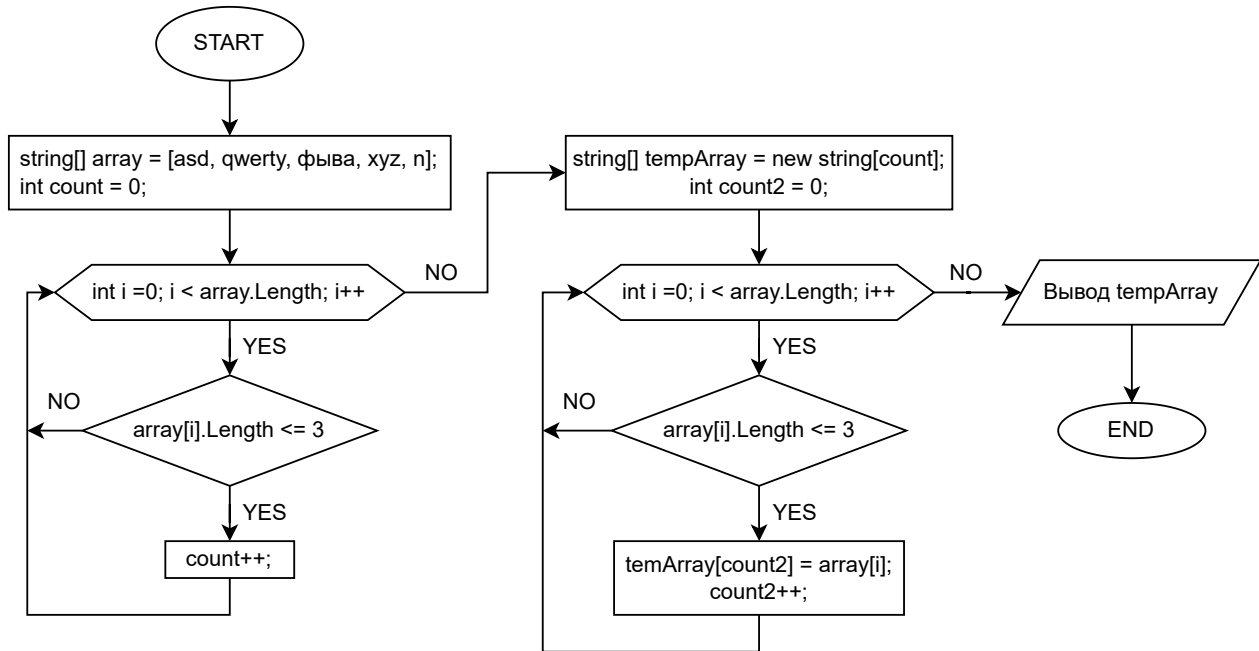 START
string[] array = [asd, qwerty, фыва, xyz, n];
int count = 0;
int i =0; i < array.Length; i++
NO
YES
array[i].Length <= 3
NO
YES
count++;
string[] tempArray = new string[count];
int count2 = 0;
int i =0; i < array.Length; i++
NO
YES
array[i].Length <= 3
NO
YES
temArray[count2] = array[i];
count2++;
Вывод tempArray
END